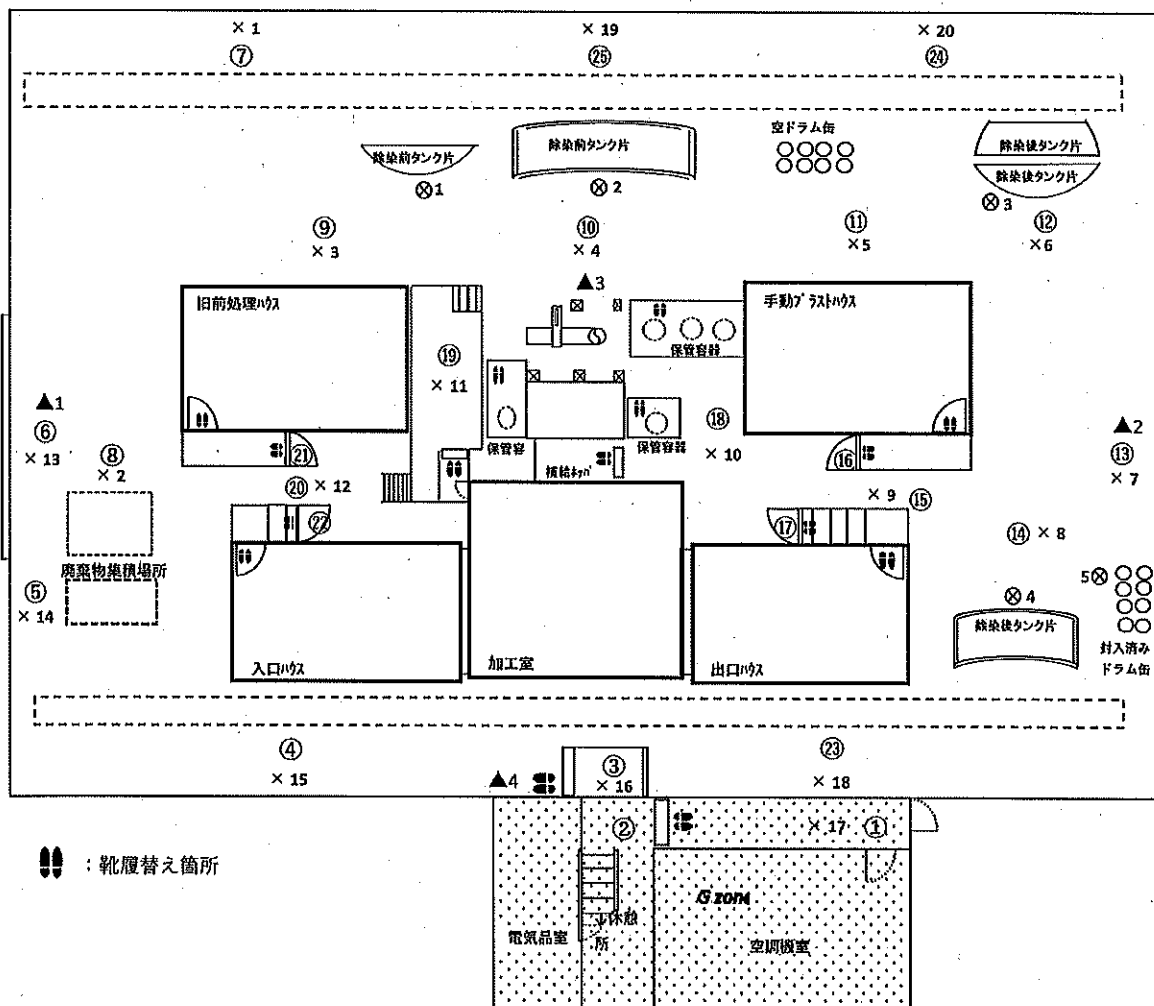 × 1
× 19
× 20
⑦
㉕
㉔
空ドラム缶
除染前タンク片
除染前タンク片
除染後タンク片
除染後タンク片
⊗1
⊗2
⊗3
⑨
⑩
⑪
⑫
× 3
× 4
×5
× 6
▲3
旧前処理ハウス
手動ブラストハウス
保管容器
⑲
× 11
▲1
⑥
× 13
⑧
× 2
⑱
× 10
▲2
⑬
× 7
保管容
保管容器
補給ホッパ
㉑
⑯
⑳
× 12
× 9
⑮
㉒
⑰
⑭
× 8
廃棄物集積場所
⑤
× 14
5⊗
⊗4
除染後タンク片
封入済み
ドラム缶
入口ハウス
加工室
出口ハウス
④
× 15
▲4
③
× 16
㉓
× 18
②
× 17
①
：靴履替え箇所
G zone
休憩
所
電気品室
空調機室